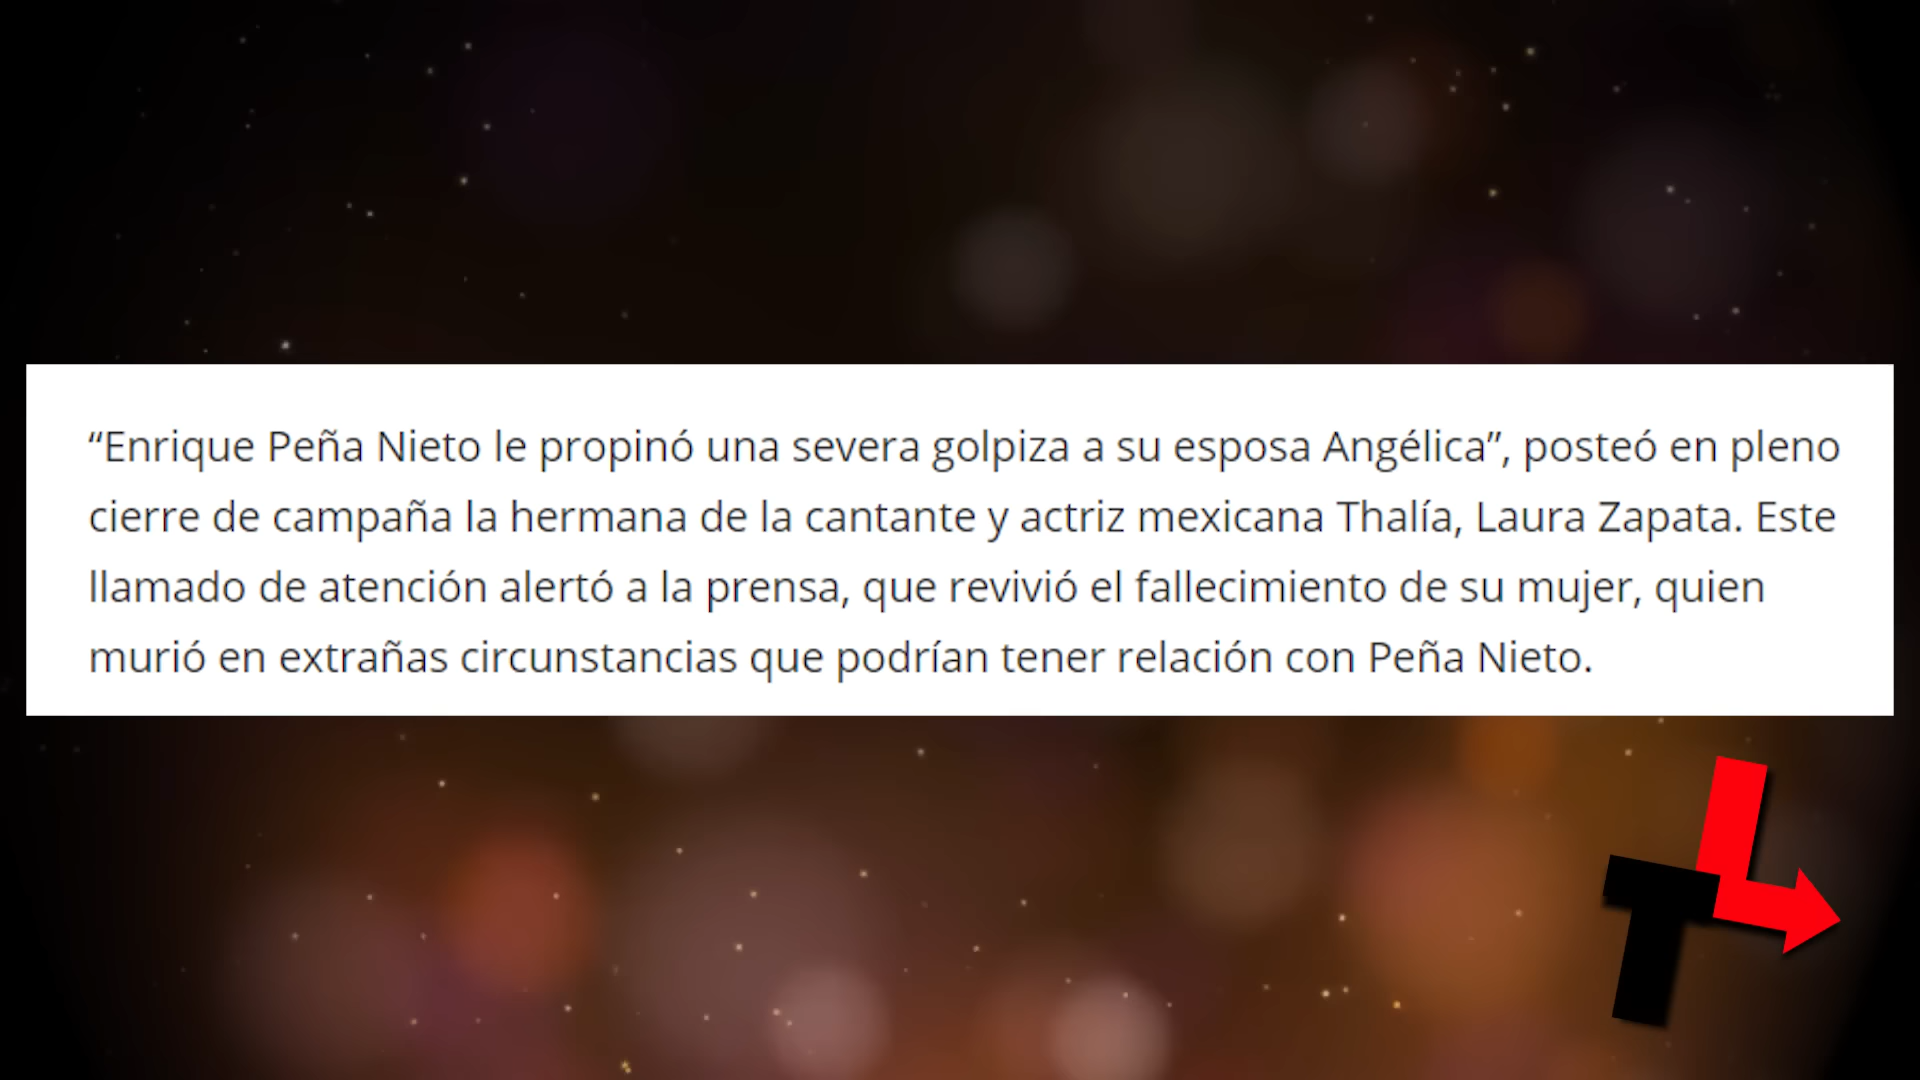 “Enrique Peña Nieto le propinó una severa golpiza a su esposa Angélica”, posteó en pleno
cierre de campaña la hermana de la cantante y actriz mexicana Thalía, Laura Zapata. Este
llamado de atención alertó a la prensa, que revivió el fallecimiento de su mujer, quien
murió en extrañas circunstancias que podrían tener relación con Peña Nieto.